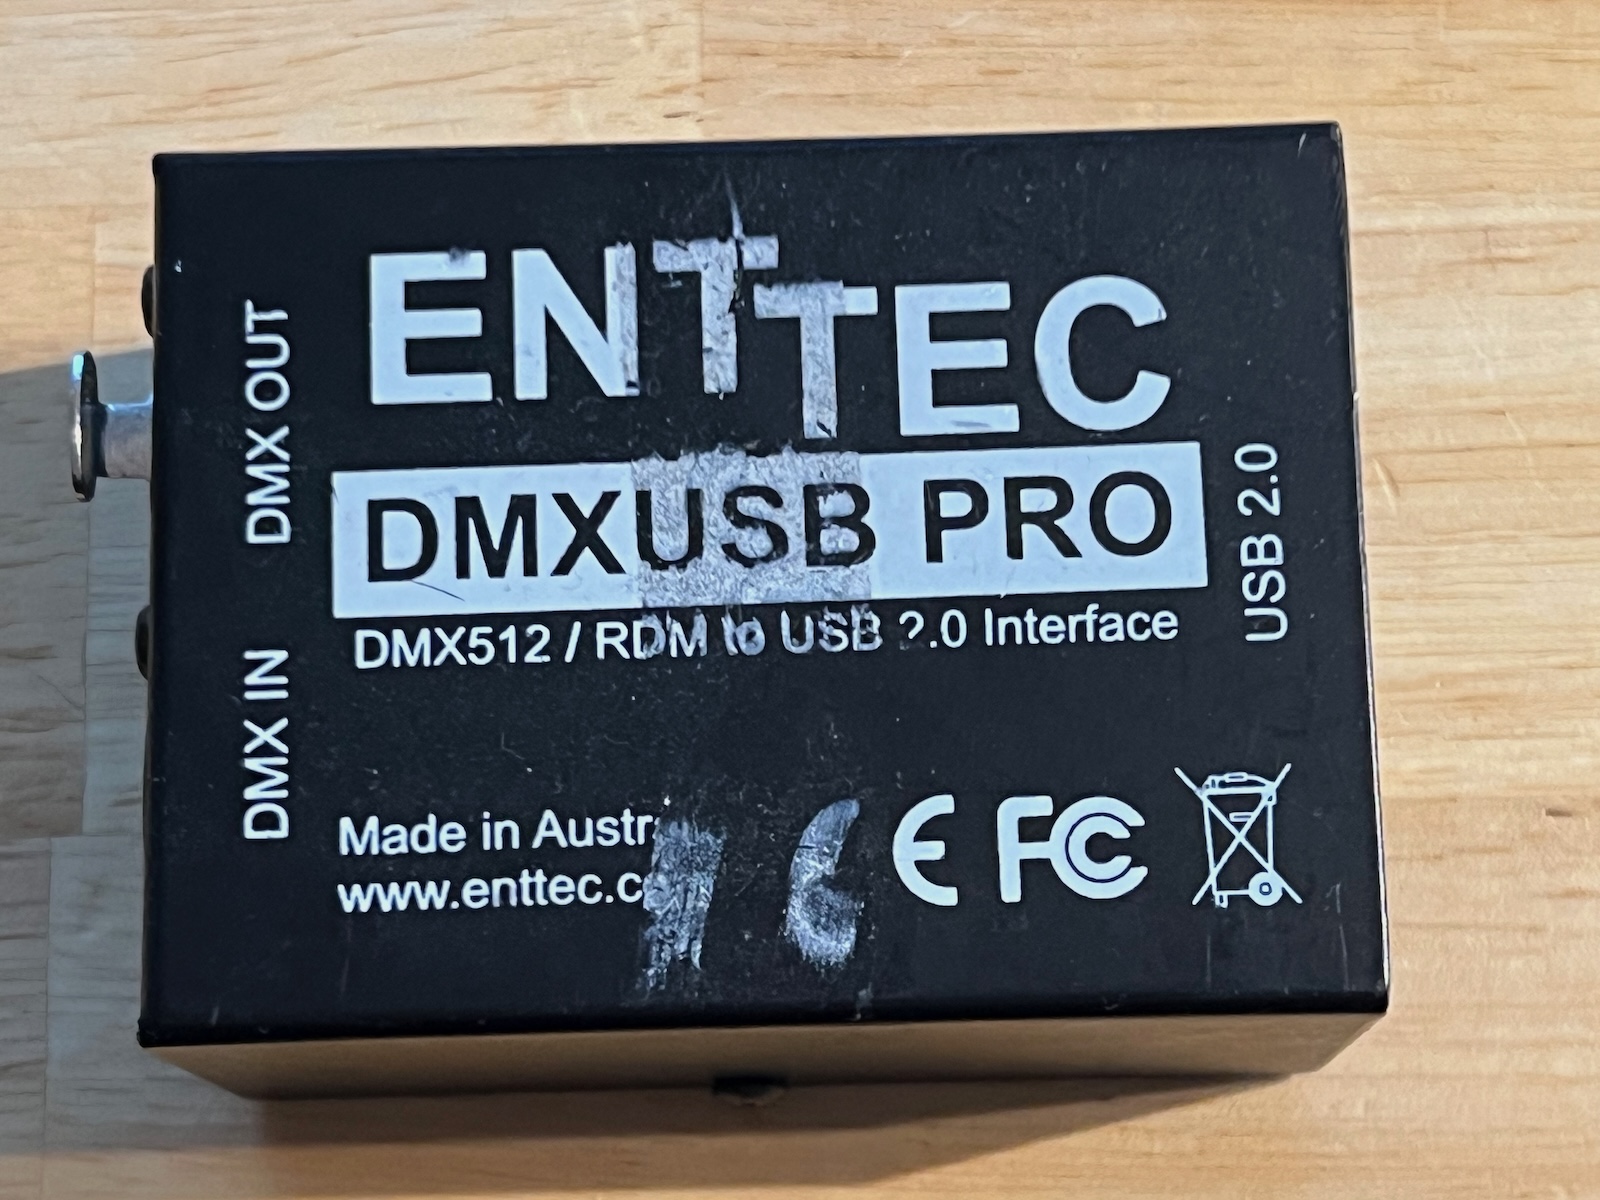 ENTTEC
DMXUSB PRO
DMX512 / RDM to USB 2.0 Interface
DMX OUT
DMX IN
USB 2.0
Made in
www.enttec.c
CE FC